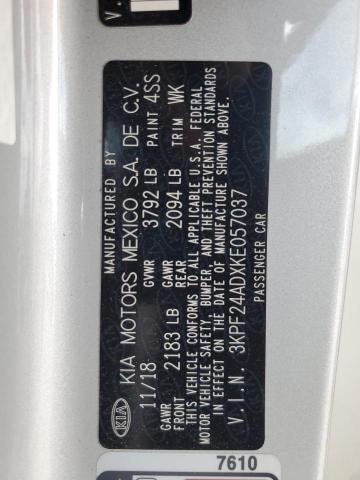 V.
MANUFACTURED BY
KIA MOTORS MEXICO S.A. DE C.V.
11/18 GVWR 3792 LB PAINT 4SS
GAWR FRONT 2183 LB GAWR REAR 2094 LB TRIM WK
THIS VEHICLE CONFORMS TO ALL APPLICABLE U.S.A. FEDERAL
MOTOR VEHICLE SAFETY, BUMPER, AND THEFT PREVENTION STANDARDS
IN EFFECT ON THE DATE OF MANUFACTURE SHOWN ABOVE.
V.I.N. 3KPF24ADXKE057037
PASSENGER CAR
KIA
7610